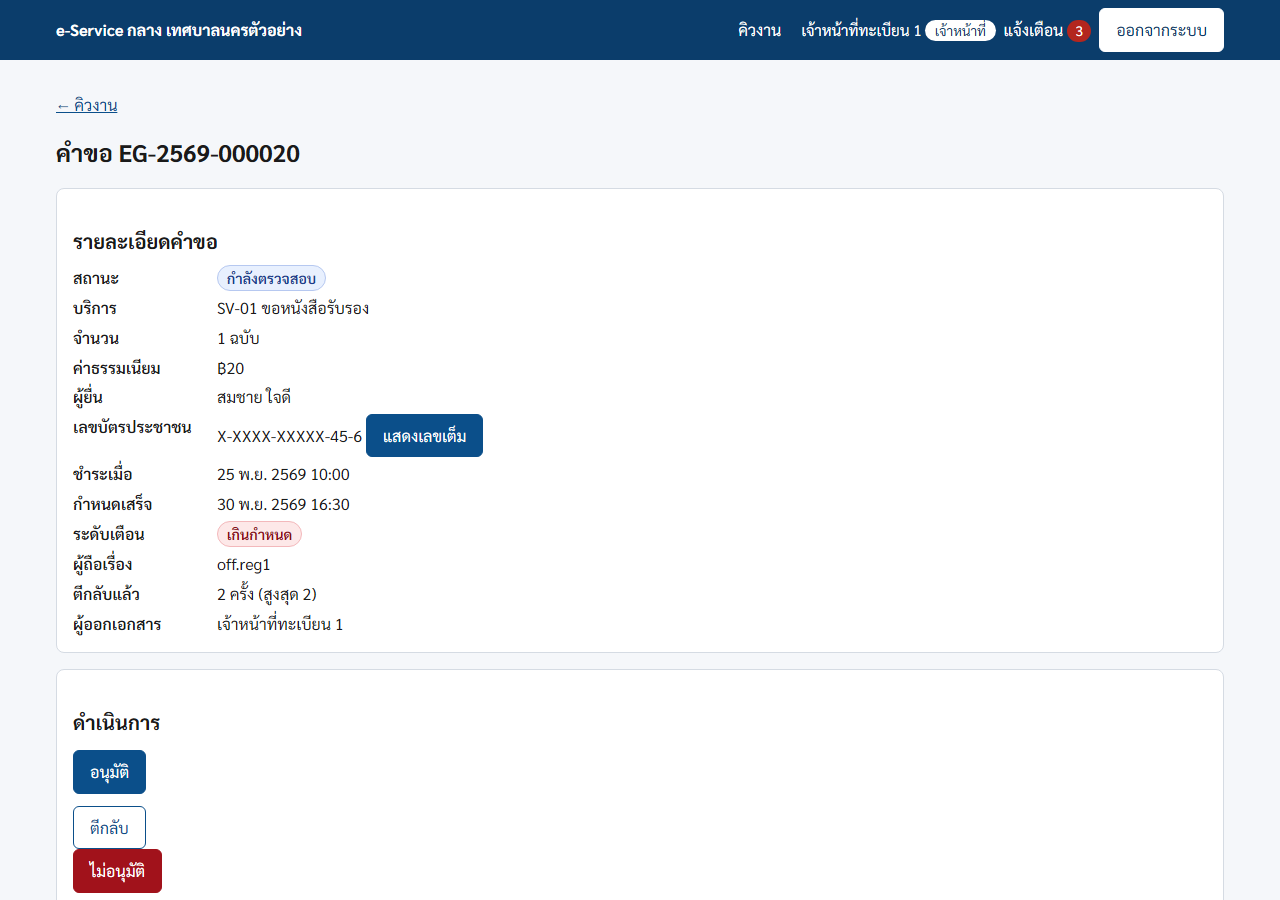 e-Service กลาง เทศบาลนครตัวอย่าง
คิวงาน เจ้าหน้าที่ทะเบียน 1 เจ้าหน้าที่ แจ้งเตือน 3 ออกจากระบบ
← คิวงาน
คำขอ EG-2569-000020
รายละเอียดคำขอ
สถานะ กำลังตรวจสอบ
บริการ SV-01 ขอหนังสือรับรอง
จำนวน 1 ฉบับ
ค่าธรรมเนียม ฿20
ผู้ยื่น สมชาย ใจดี
เลขบัตรประชาชน X-XXXX-XXXXX-45-6 แสดงเลขเต็ม
ชำระเมื่อ 25 พ.ย. 2569 10:00
กำหนดเสร็จ 30 พ.ย. 2569 16:30
ระดับเตือน เกินกำหนด
ผู้ถือเรื่อง off.reg1
ตีกลับแล้ว 2 ครั้ง (สูงสุด 2)
ผู้ออกเอกสาร เจ้าหน้าที่ทะเบียน 1
ดำเนินการ
อนุมัติ
ตีกลับ
ไม่อนุมัติ